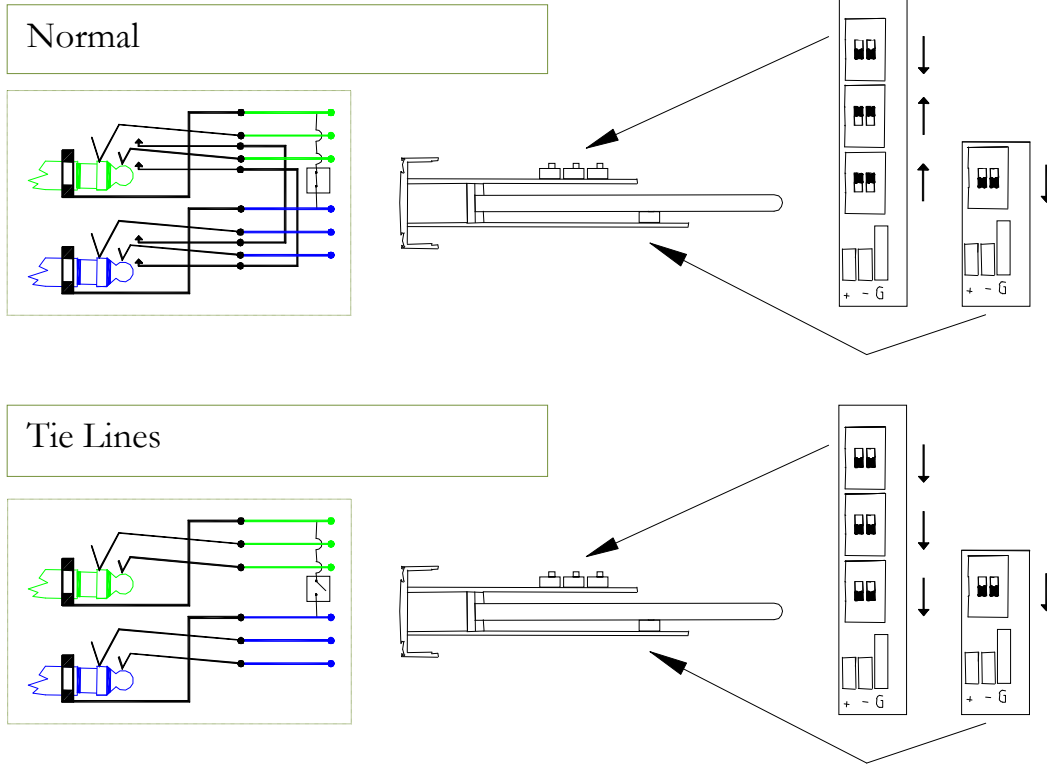 Normal
+ - G
+ - G
Tie Lines
+ - G
+ - G